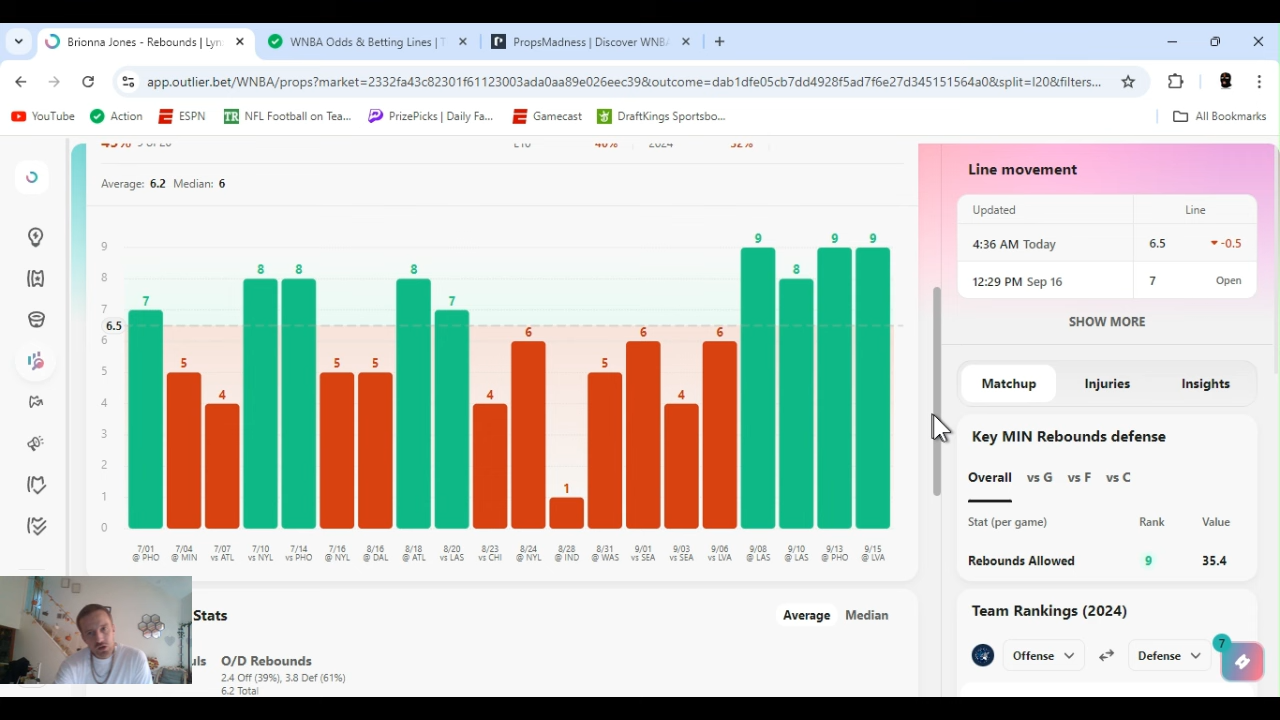 Brionna Jones - Rebounds | Lyn
WNBA Odds & Betting Lines | T
PropsMadness | Discover WNBA
app.outlier.bet/WNBA/props?market=2332fa43c82301f61123003ada0aa89e026eec39&outcome=dab1dfe05cb7dd4928f5ad7f6e27d345151564a0&split=l20&filters...
YouTube Action ESPN NFL Football on Tea... PrizePicks | Daily Fa... Gamecast DraftKings Sportsbo... All Bookmarks
45% 9 of 20 L10 40% 2024 52%
Average: 6.2 Median: 6
9
8
7
6.5
6
5
4
3
2
1
0
7 5 4 8 8 5 5 8 7 4 6 1 5 6 4 6 9 8 9 9
7/01 7/04 7/07 7/10 7/14 7/16 8/16 8/18 8/20 8/23 8/24 8/28 8/31 9/01 9/03 9/06 9/08 9/10 9/13 9/15
@ PHO @ MIN vs ATL vs NYL vs PHO @ NYL @ DAL @ ATL vs LAS vs CHI @ NYL @ IND @ WAS vs SEA vs SEA vs LVA @ LAS @ LAS @ PHO @ LVA
Stats
Average Median
uls O/D Rebounds
2.4 Off (39%), 3.8 Def (61%)
6.2 Total
Line movement
Updated Line
4:36 AM Today 6.5 -0.5
12:29 PM Sep 16 7 Open
SHOW MORE
Matchup Injuries Insights
Key MIN Rebounds defense
Overall vs G vs F vs C
Stat (per game) Rank Value
Rebounds Allowed 9 35.4
Team Rankings (2024)
Offense Defense
7